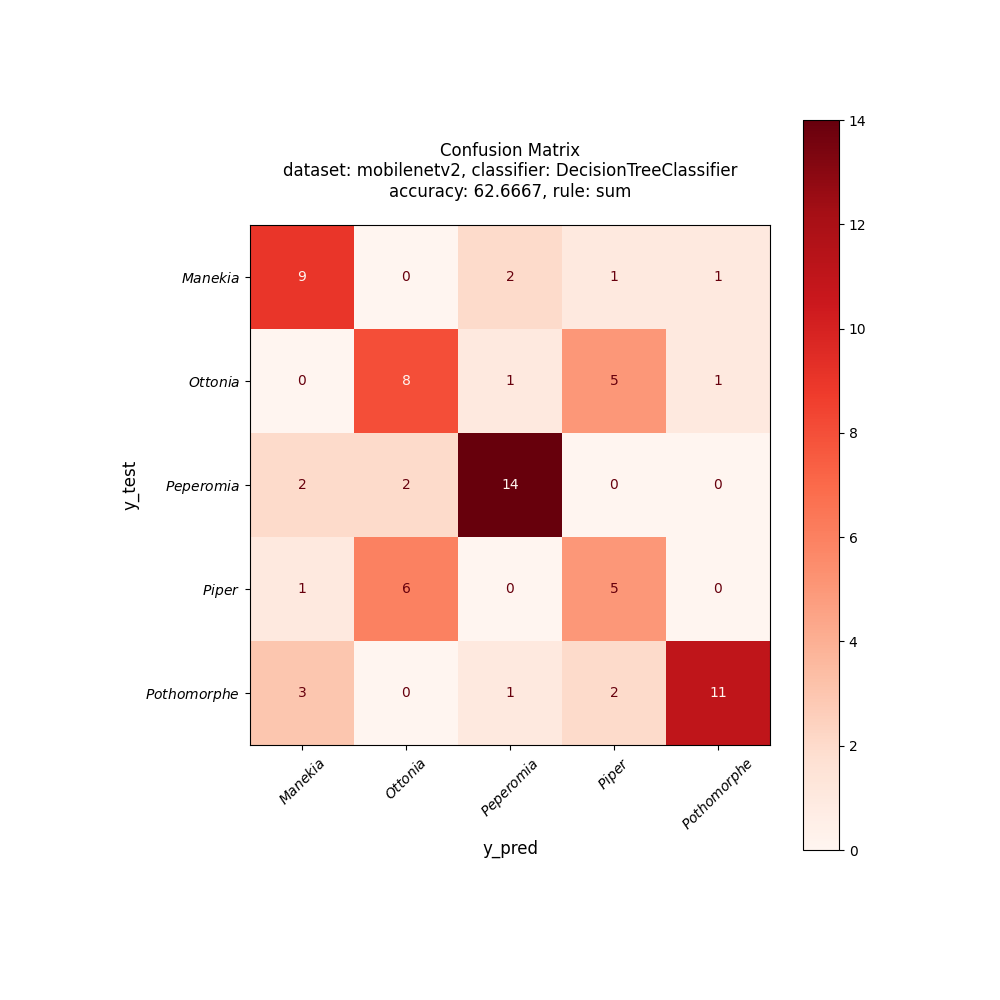 Confusion Matrix
dataset: mobilenetv2, classifier: DecisionTreeClassifier
accuracy: 62.6667, rule: sum
Manekia 9 0 2 1 1
Ottonia 0 8 1 5 1
Peperomia 2 2 14 0 0
Piper 1 6 0 5 0
Pothomorphe 3 0 1 2 11
Manekia Ottonia Peperomia Piper Pothomorphe
y_test
y_pred
14
12
10
8
6
4
2
0